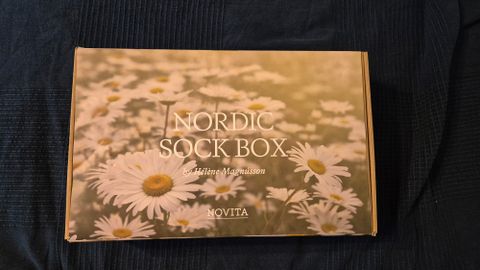 NORDIC
SOCK BOX
by Hélène Magnússon
NOVITA